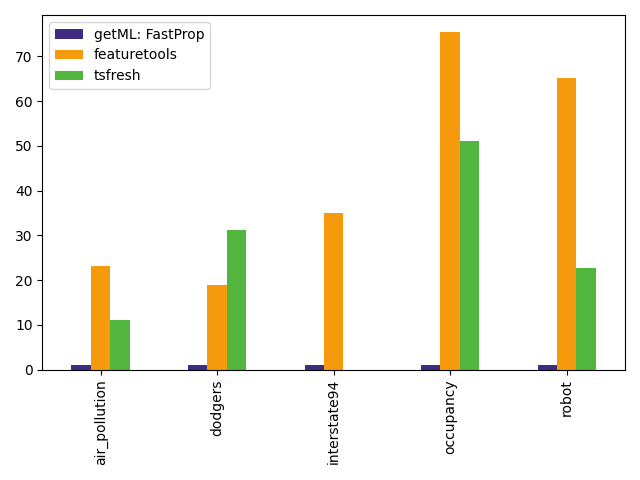 getML: FastProp
featuretools
tsfresh
70
60
50
40
30
20
10
0
air_pollution
dodgers
interstate94
occupancy
robot